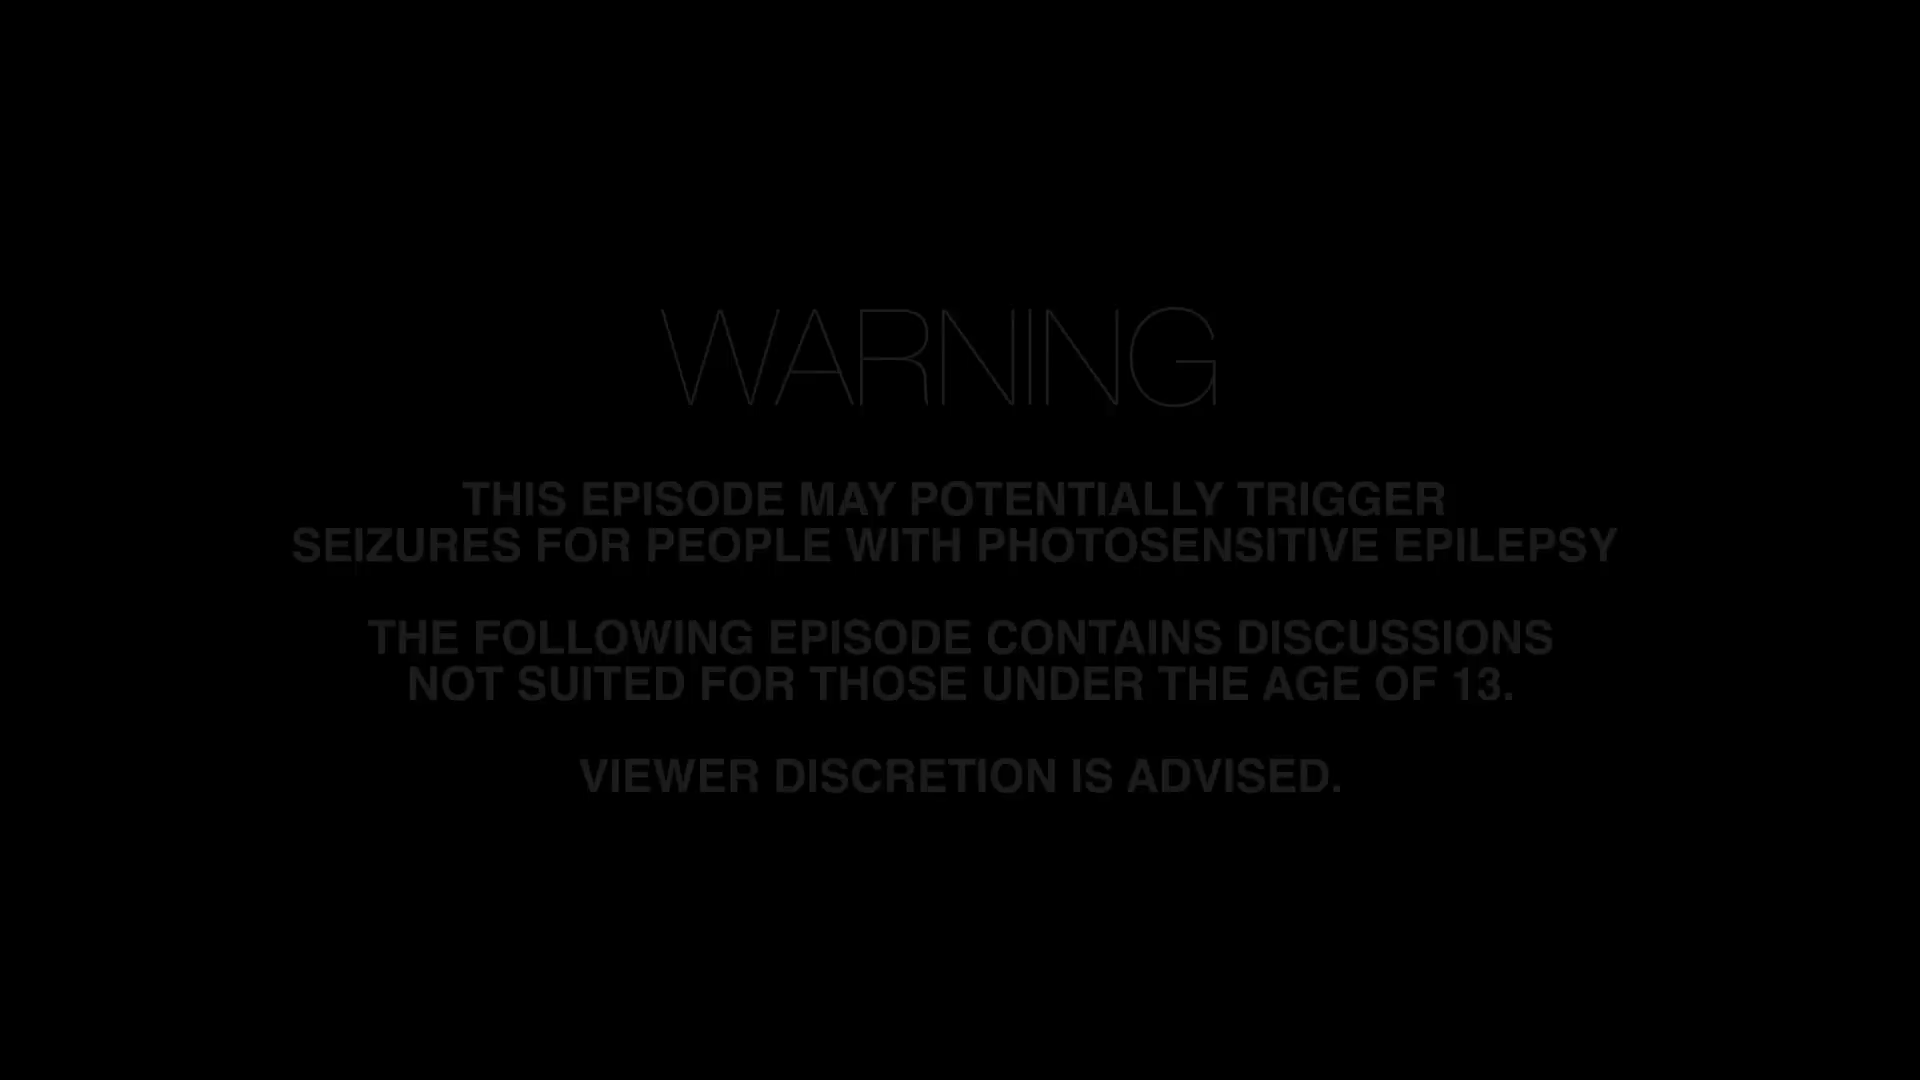 WARNING
THIS EPISODE MAY POTENTIALLY TRIGGER
SEIZURES FOR PEOPLE WITH PHOTOSENSITIVE EPILEPSY
THE FOLLOWING EPISODE CONTAINS DISCUSSIONS
NOT SUITED FOR THOSE UNDER THE AGE OF 13.
VIEWER DISCRETION IS ADVISED.